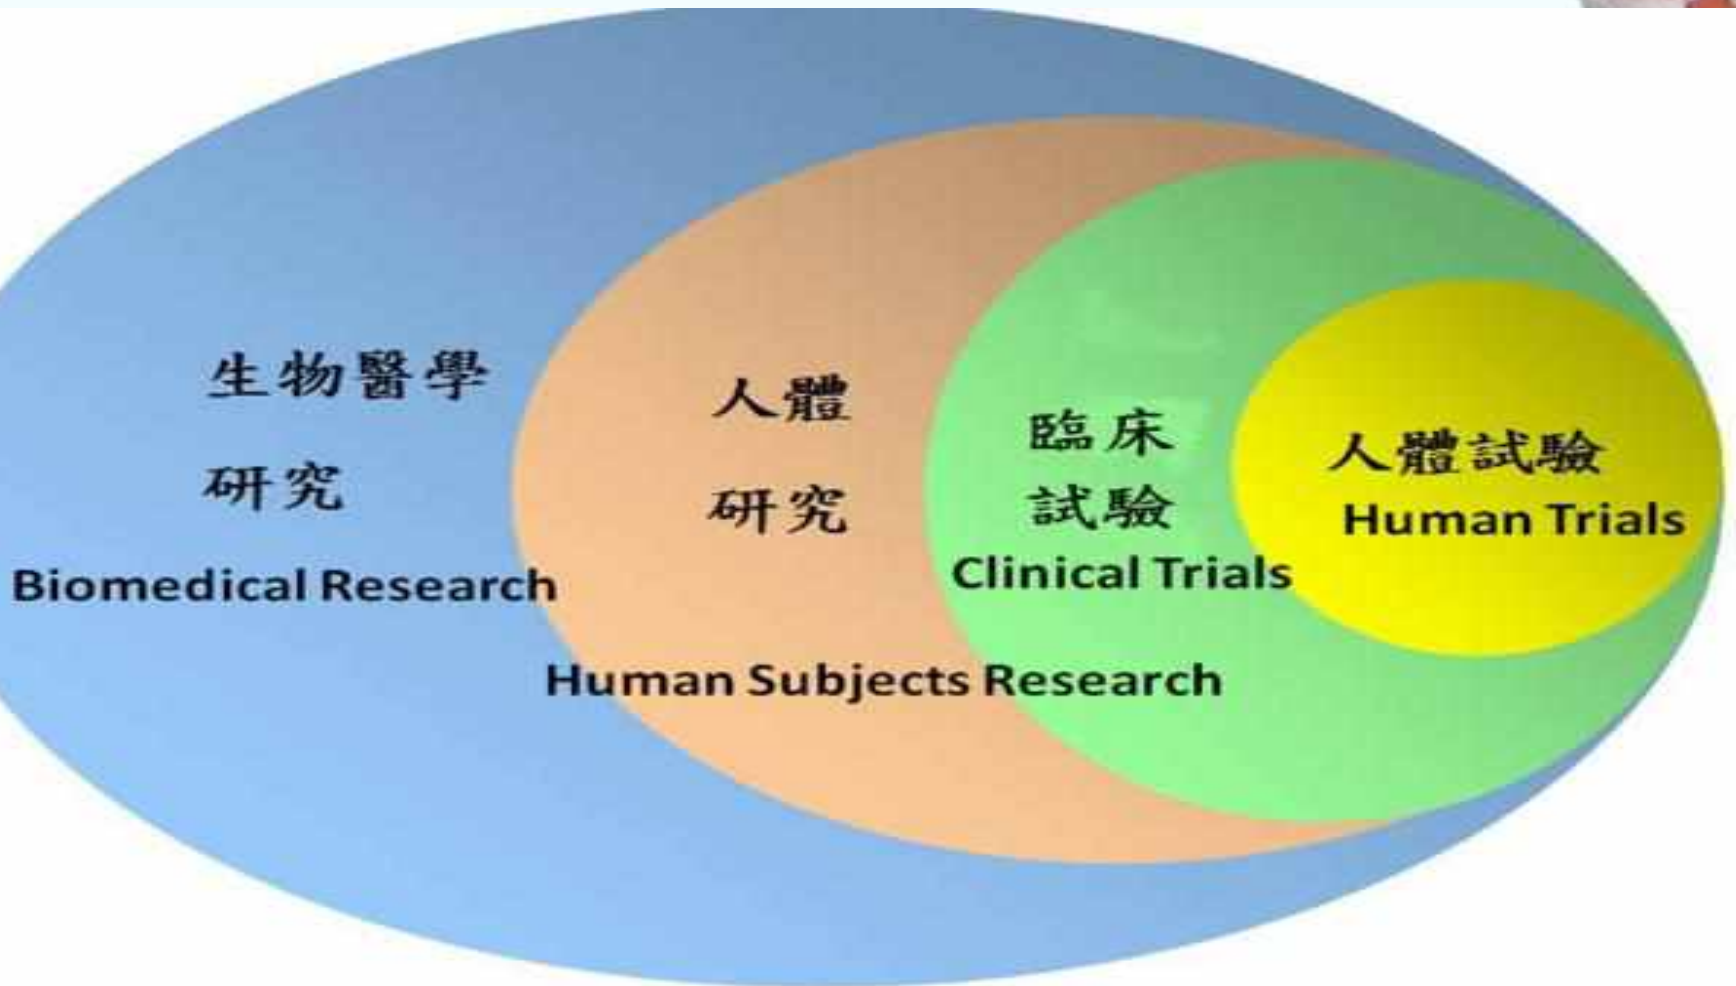 生物醫學
研究
Biomedical Research
人體
研究
Human Subjects Research
臨床
試驗
Clinical Trials
人體試驗
Human Trials